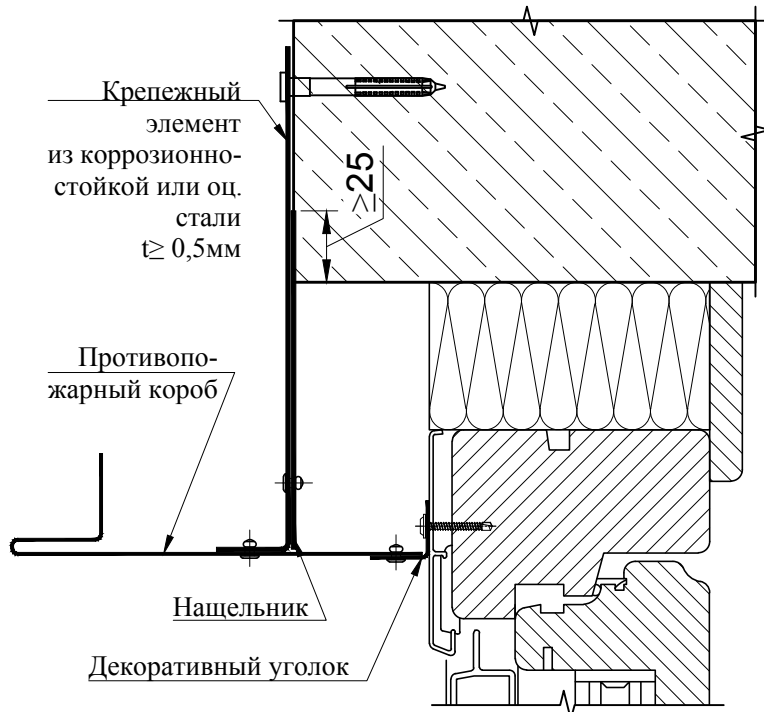 Крепежный
элемент
из коррозионно-
стойкой или оц.
стали
t≥ 0,5мм
≥25
Противопо-
жарный короб
Нащельник
Декоративный уголок